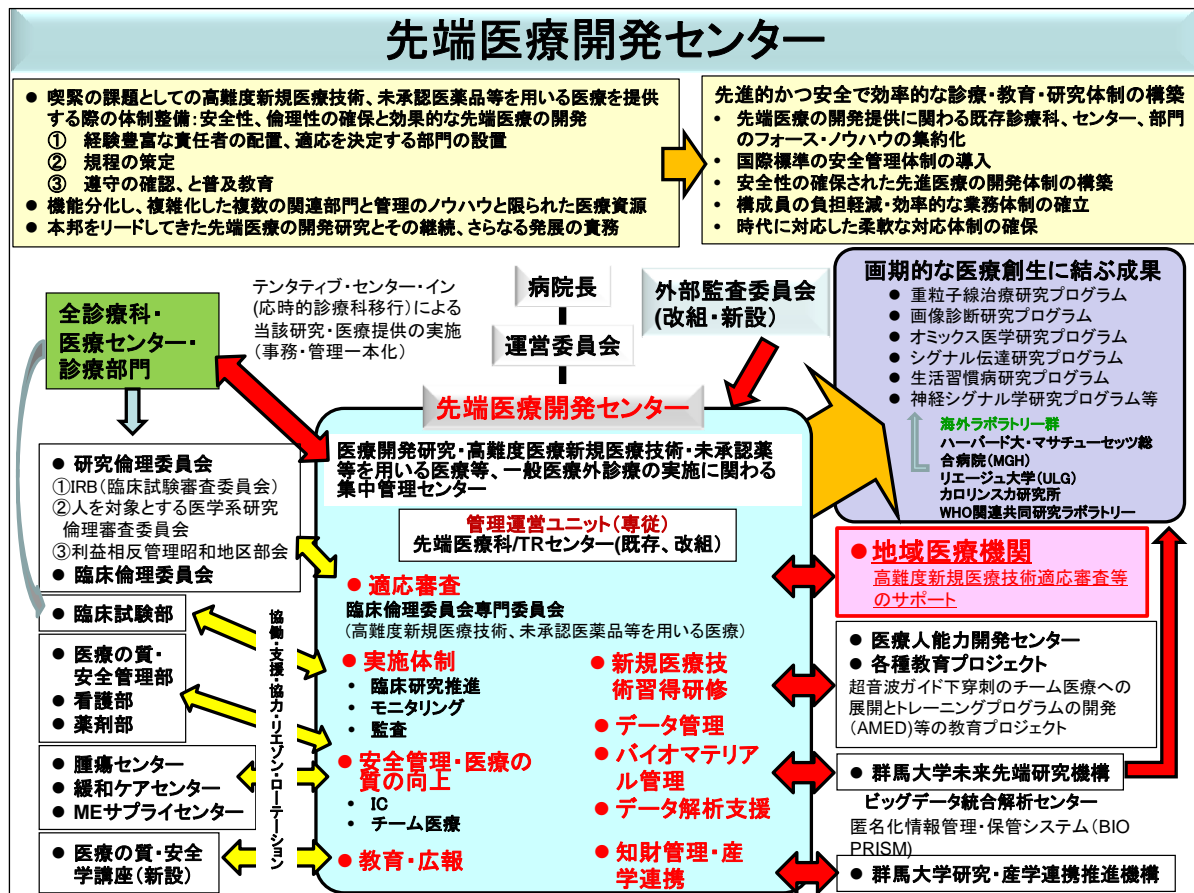 先端医療開発センター
● 喫緊の課題としての高難度新規医療技術、未承認医薬品等を用いる医療を提供
する際の体制整備：安全性、倫理性の確保と効果的な先端医療の開発
① 経験豊富な責任者の配置、適応を決定する部門の設置
② 規程の策定
③ 遵守の確認、と普及教育
● 機能分化し、複雑化した複数の関連部門と管理のノウハウと限られた医療資源
● 本邦をリードしてきた先端医療の開発研究とその継続、さらなる発展の責務
先進的かつ安全で効率的な診療・教育・研究体制の構築
• 先端医療の開発提供に関わる既存診療科、センター、部門
のフォース・ノウハウの集約化
• 国際標準の安全管理体制の導入
• 安全性の確保された先進医療の開発体制の構築
• 構成員の負担軽減・効率的な業務体制の確立
• 時代に対応した柔軟な対応体制の確保
全診療科・
医療センター・
診療部門
テンタティブ・センター・イン
(応時的診療科移行)による
当該研究・医療提供の実施
(事務・管理一本化)
病院長
運営委員会
外部監査委員会
(改組・新設)
画期的な医療創生に結ぶ成果
● 重粒子線治療研究プログラム
● 画像診断研究プログラム
● オミックス医学研究プログラム
● シグナル伝達研究プログラム
● 生活習慣病研究プログラム
● 神経シグナル学研究プログラム等
海外ラボラトリー群
ハーバード大・マサチューセッツ総
合病院(MGH)
リエージュ大学(ULG)
カロリンスカ研究所
WHO関連共同研究ラボラトリー
先端医療開発センター
医療開発研究・高難度医療新規医療技術・未承認薬
等を用いる医療等、一般医療外診療の実施に関わる
集中管理センター
管理運営ユニット(専従)
先端医療科/TRセンター(既存、改組)
● 適応審査
臨床倫理委員会専門委員会
(高難度新規医療技術、未承認医薬品等を用いる医療)
● 実施体制
• 臨床研究推進
• モニタリング
• 監査
● 安全管理・医療の
質の向上
• IC
• チーム医療
● 教育・広報
● 新規医療技
術習得研修
● データ管理
● バイオマテリア
ル管理
● データ解析支援
● 知財管理・産
学連携
● 研究倫理委員会
①IRB(臨床試験審査委員会)
②人を対象とする医学系研究
倫理審査委員会
③利益相反管理昭和地区部会
● 臨床倫理委員会
● 臨床試験部
● 医療の質・
安全管理部
● 看護部
● 薬剤部
● 腫瘍センター
● 緩和ケアセンター
● MEサプライセンター
● 医療の質・安全
学講座(新設)
協働・支援・協力・リエゾン・ローテーション
● 地域医療機関
高難度新規医療技術適応審査等
のサポート
● 医療人能力開発センター
● 各種教育プロジェクト
超音波ガイド下穿刺のチーム医療への
展開とトレーニングプログラムの開発
(AMED)等の教育プロジェクト
● 群馬大学未来先端研究機構
ビッグデータ統合解析センター
匿名化情報管理・保管システム(BIO
PRISM)
● 群馬大学研究・産学連携推進機構